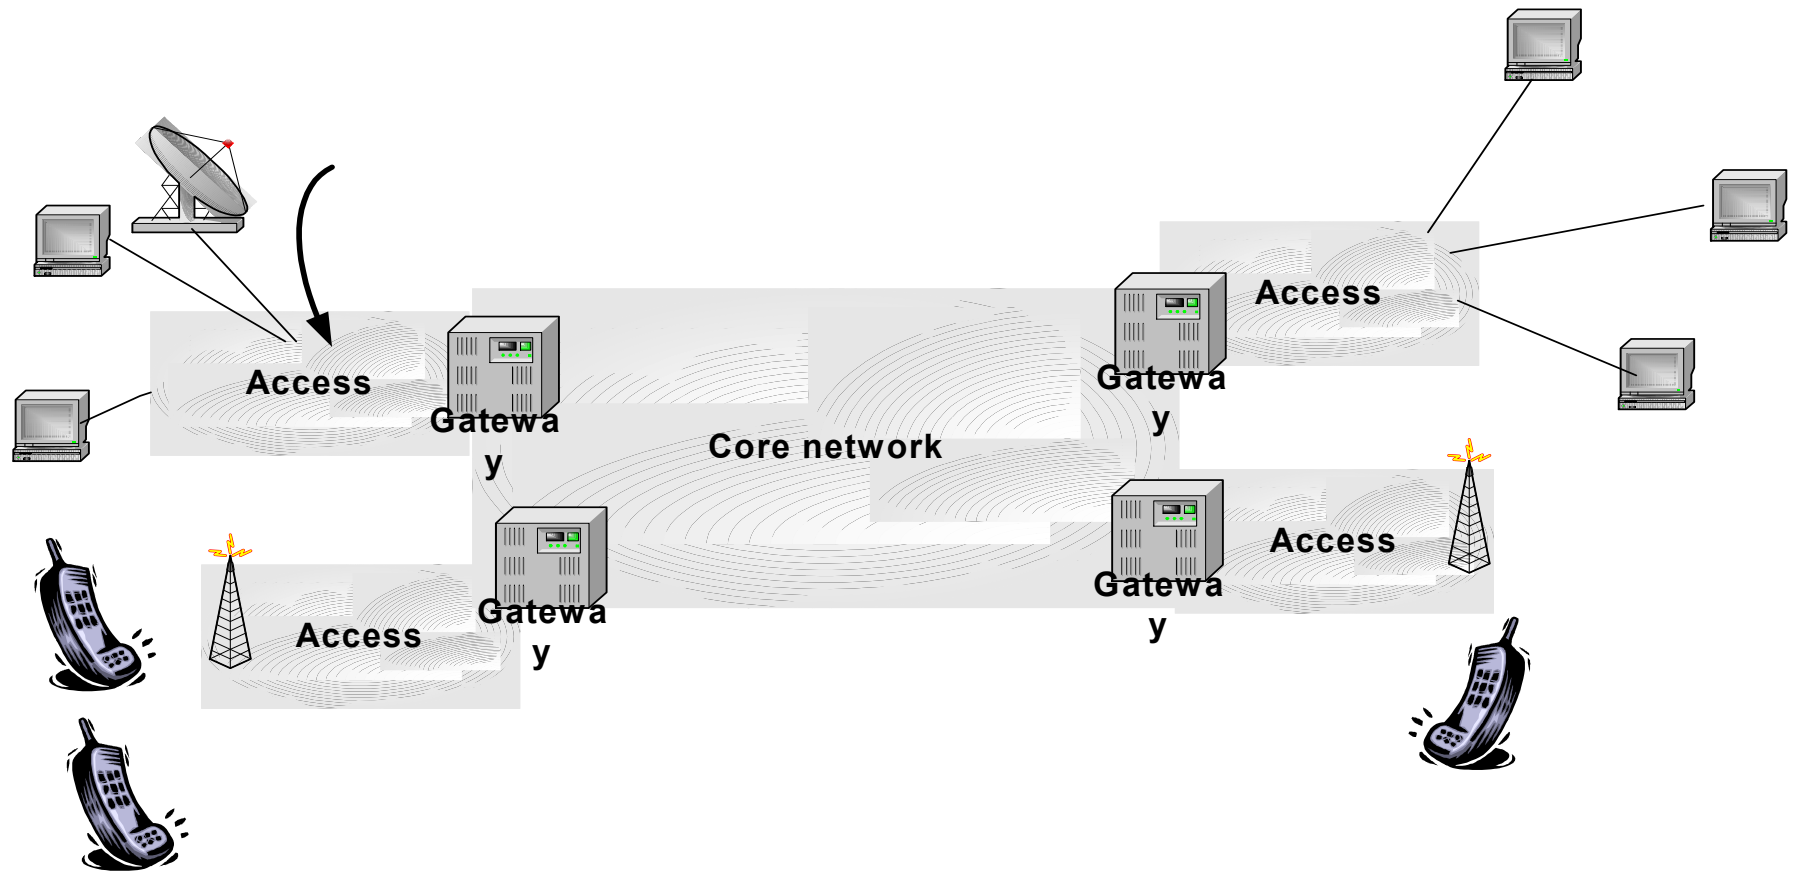 Access
Gatewa
y
Access
Gatewa
y
Core network
Access
Gatewa
y
Access
Gatewa
y